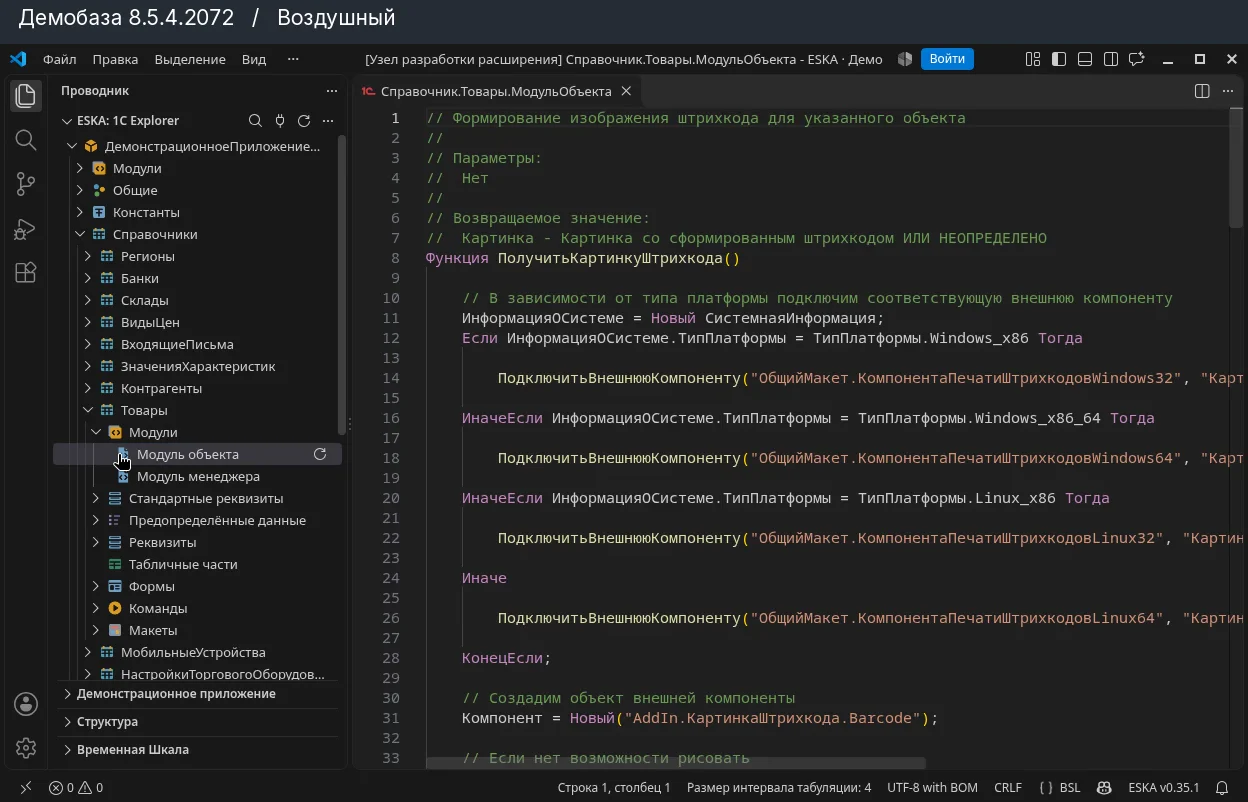 Демобаза 8.5.4.2072 / Воздушный
Файл Правка Выделение Вид ···
[Узел разработки расширения] Справочник.Товары.МодульОбъекта - ESKA · Демо
Войти
Проводник
ESKA: 1C Explorer
ДемонстрационноеПриложение...
Модули
Общие
Константы
Справочники
Регионы
Банки
Склады
ВидыЦен
ВходящиеПисьма
ЗначенияХарактеристик
Контрагенты
Товары
Модули
Модуль объекта
Модуль менеджера
Стандартные реквизиты
Предопределённые данные
Реквизиты
Табличные части
Формы
Команды
Макеты
МобильныеУстройства
НастройкиТорговогоОборудов...
Демонстрационное приложение
Структура
Временная Шкала
1C Справочник.Товары.МодульОбъекта
1 // Формирование изображения штрихкода для указанного объекта
2 //
3 // Параметры:
4 //  Нет
5 //
6 // Возвращаемое значение:
7 //  Картинка - Картинка со сформированным штрихкодом ИЛИ НЕОПРЕДЕЛЕНО
8 Функция ПолучитьКартинкуШтрихкода()
9
10 // В зависимости от типа платформы подключим соответствующую внешнюю компоненту
11 ИнформацияОСистеме = Новый СистемнаяИнформация;
12 Если ИнформацияОСистеме.ТипПлатформы = ТипПлатформы.Windows_x86 Тогда
13
14 ПодключитьВнешнююКомпоненту("ОбщийМакет.КомпонентаПечатиШтрихкодовWindows32", "Карт
15
16 ИначеЕсли ИнформацияОСистеме.ТипПлатформы = ТипПлатформы.Windows_x86_64 Тогда
17
18 ПодключитьВнешнююКомпоненту("ОбщийМакет.КомпонентаПечатиШтрихкодовWindows64", "Карт
19
20 ИначеЕсли ИнформацияОСистеме.ТипПлатформы = ТипПлатформы.Linux_x86 Тогда
21
22 ПодключитьВнешнююКомпоненту("ОбщийМакет.КомпонентаПечатиШтрихкодовLinux32", "Картин
23
24 Иначе
25
26 ПодключитьВнешнююКомпоненту("ОбщийМакет.КомпонентаПечатиШтрихкодовLinux64", "Картин
27
28 КонецЕсли;
29
30 // Создадим объект внешней компоненты
31 Компонент = Новый("AddIn.КартинкаШтрихкода.Barcode");
32
33 // Если нет возможности рисовать
0 0
Строка 1, столбец 1 Размер интервала табуляции: 4 UTF-8 with BOM CRLF { } BSL ESKA v0.35.1